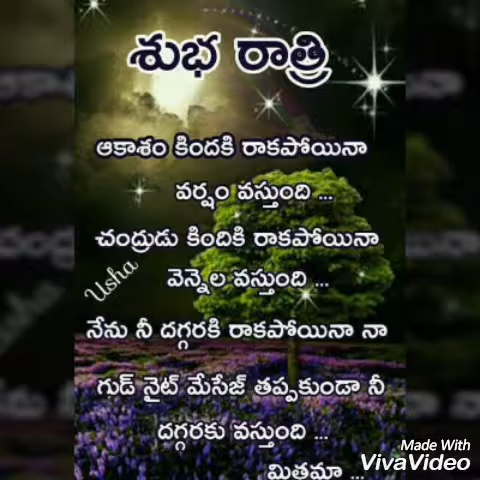 శుభ రాత్రి
ఆకాశం కిందకి రాకపోయినా
వర్షం వస్తుంది ...
చంద్రుడు కిందికి రాకపోయినా
Usha
వెన్నెల వస్తుంది ...
నేను నీ దగ్గరకి రాకపోయినా నా
గుడ్ నైట్ మేసేజ్ తప్పకుండా నీ
దగ్గరకు వస్తుంది ...
మితమా ...
Made With
VivaVideo